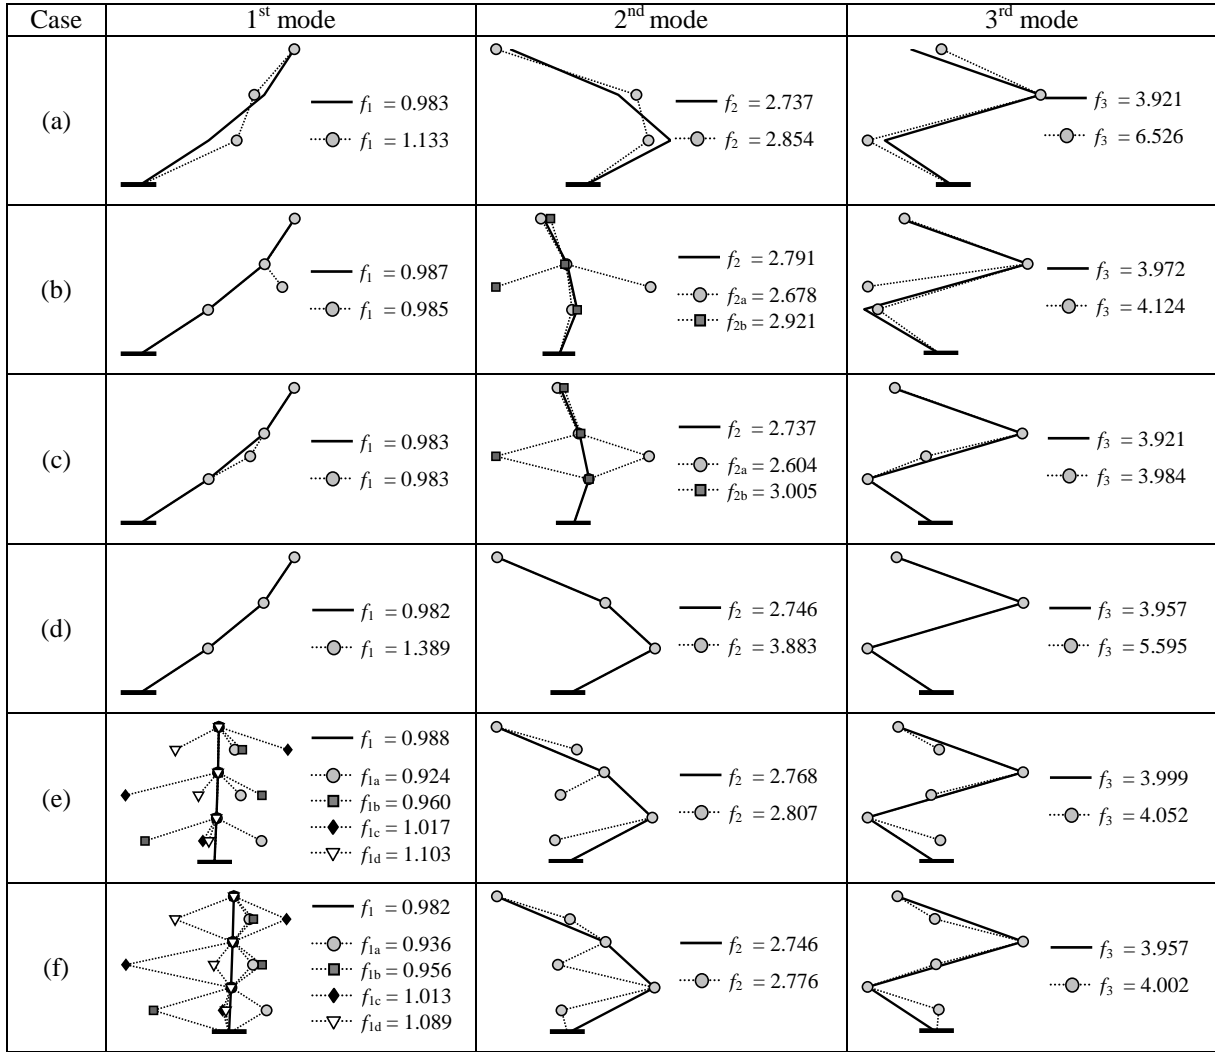 Case 1st mode 2nd mode 3rd mode
(a)
f1 = 0.983
f1 = 1.133
f2 = 2.737
f2 = 2.854
f3 = 3.921
f3 = 6.526
(b)
f1 = 0.987
f1 = 0.985
f2 = 2.791
f2a = 2.678
f2b = 2.921
f3 = 3.972
f3 = 4.124
(c)
f1 = 0.983
f1 = 0.983
f2 = 2.737
f2a = 2.604
f2b = 3.005
f3 = 3.921
f3 = 3.984
(d)
f1 = 0.982
f1 = 1.389
f2 = 2.746
f2 = 3.883
f3 = 3.957
f3 = 5.595
(e)
f1 = 0.988
f1a = 0.924
f1b = 0.960
f1c = 1.017
f1d = 1.103
f2 = 2.768
f2 = 2.807
f3 = 3.999
f3 = 4.052
(f)
f1 = 0.982
f1a = 0.936
f1b = 0.956
f1c = 1.013
f1d = 1.089
f2 = 2.746
f2 = 2.776
f3 = 3.957
f3 = 4.002